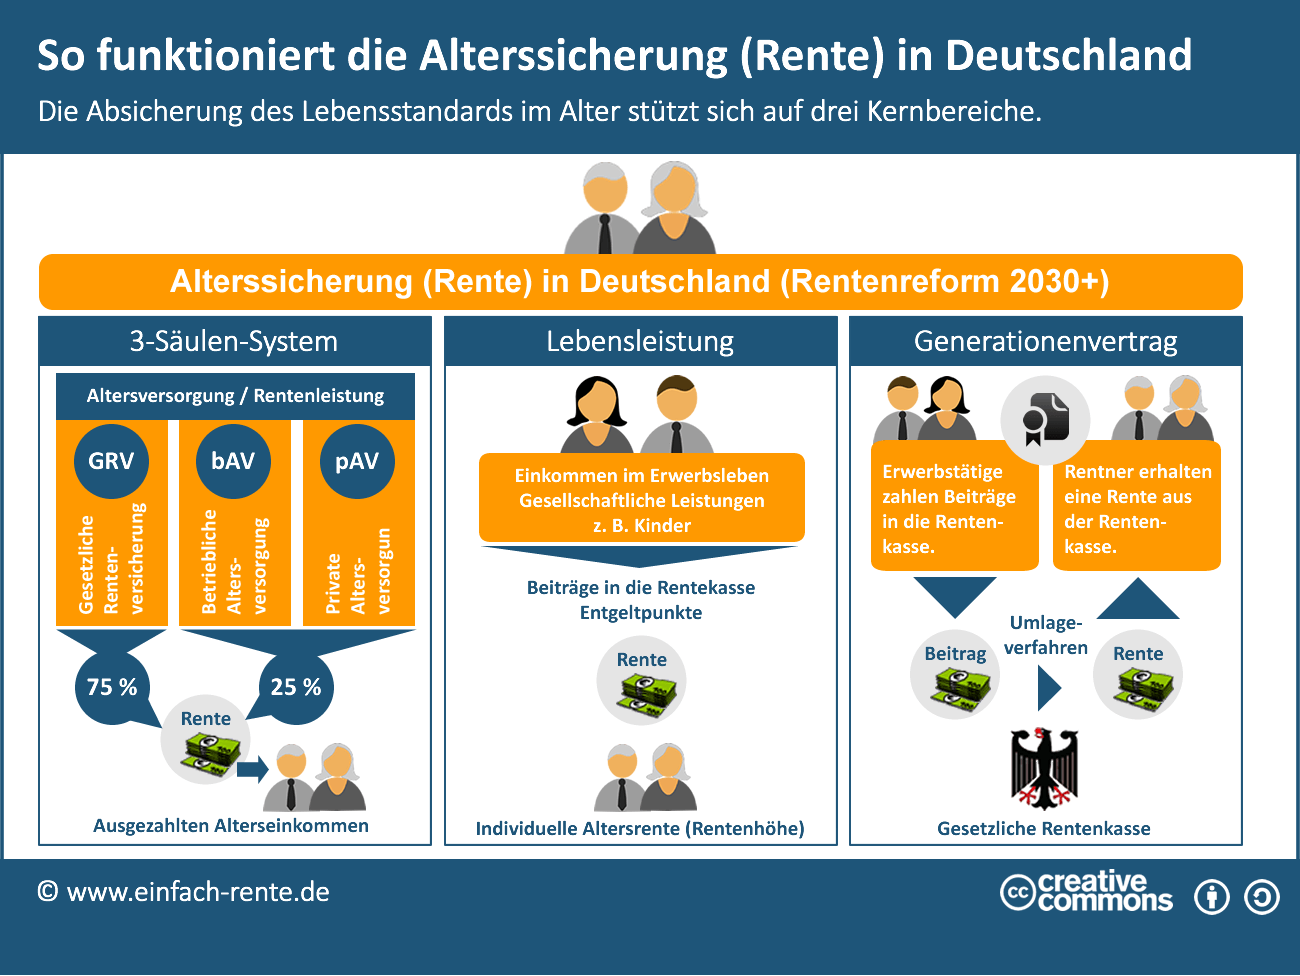 So funktioniert die Alterssicherung (Rente) in Deutschland
Die Absicherung des Lebensstandards im Alter stützt sich auf drei Kernbereiche.
Alterssicherung (Rente) in Deutschland (Rentenreform 2030+)
3-Säulen-System
Altersversorgung / Rentenleistung
GRV
Gesetzliche
Renten-
versicherung
bAV
Betriebliche
Alters-
versorgung
pAV
Private
Alters-
versorgun
75 %
25 %
Rente
Ausgezahlten Alterseinkommen
Lebensleistung
Einkommen im Erwerbsleben
Gesellschaftliche Leistungen
z. B. Kinder
Beiträge in die Rentekasse
Entgeltpunkte
Rente
Individuelle Altersrente (Rentenhöhe)
Generationenvertrag
Erwerbstätige
zahlen Beiträge
in die Renten-
kasse.
Rentner erhalten
eine Rente aus
der Renten-
kasse.
Umlage-
verfahren
Beitrag
Rente
Gesetzliche Rentenkasse
© www.einfach-rente.de
cc creative
commons